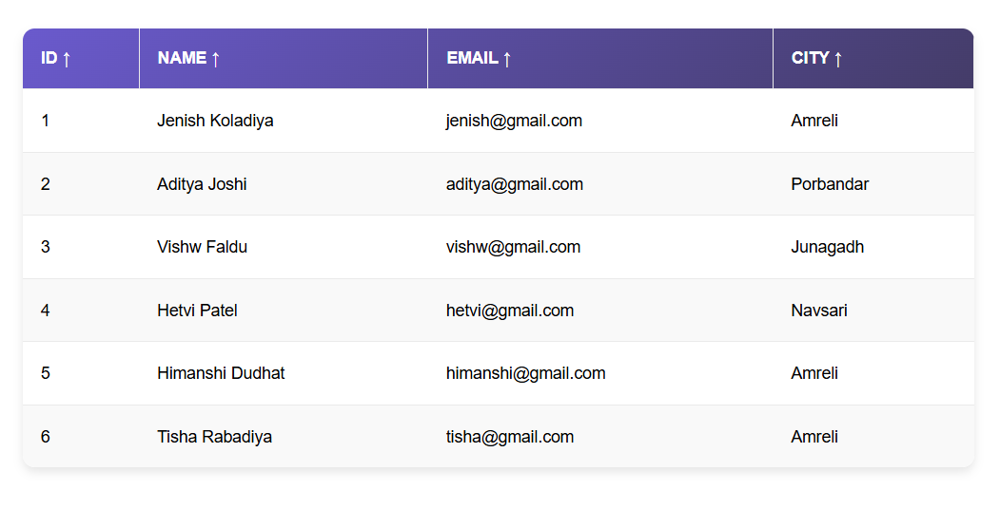 ID ↑ NAME ↑ EMAIL ↑ CITY ↑
1 Jenish Koladiya jenish@gmail.com Amreli
2 Aditya Joshi aditya@gmail.com Porbandar
3 Vishw Faldu vishw@gmail.com Junagadh
4 Hetvi Patel hetvi@gmail.com Navsari
5 Himanshi Dudhat himanshi@gmail.com Amreli
6 Tisha Rabadiya tisha@gmail.com Amreli